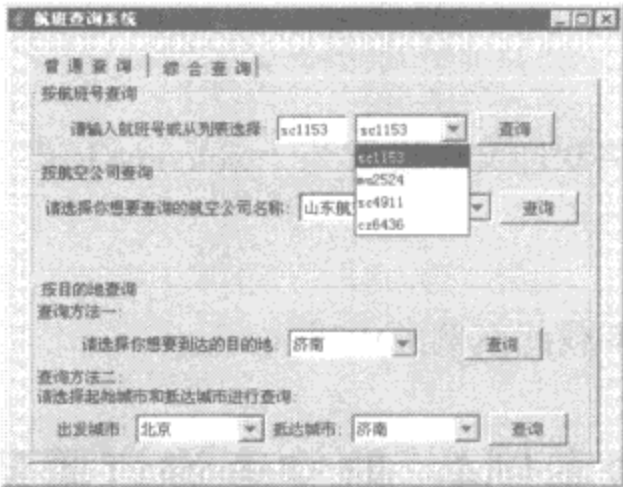 航班查询系统
普通查询 综合查询
按航班号查询
请输入航班号或从列表选择 sc1153 sc1153 查询
sc1153
mu2524
sc4911
cz6436
按航空公司查询
请选择你想要查询的航空公司名称: 山东航 查询
按目的地查询
查询方法一:
请选择你想要到达的目的地: 济南 查询
查询方法二:
请选择起始城市和抵达城市进行查询:
出发城市: 北京 抵达城市: 济南 查询